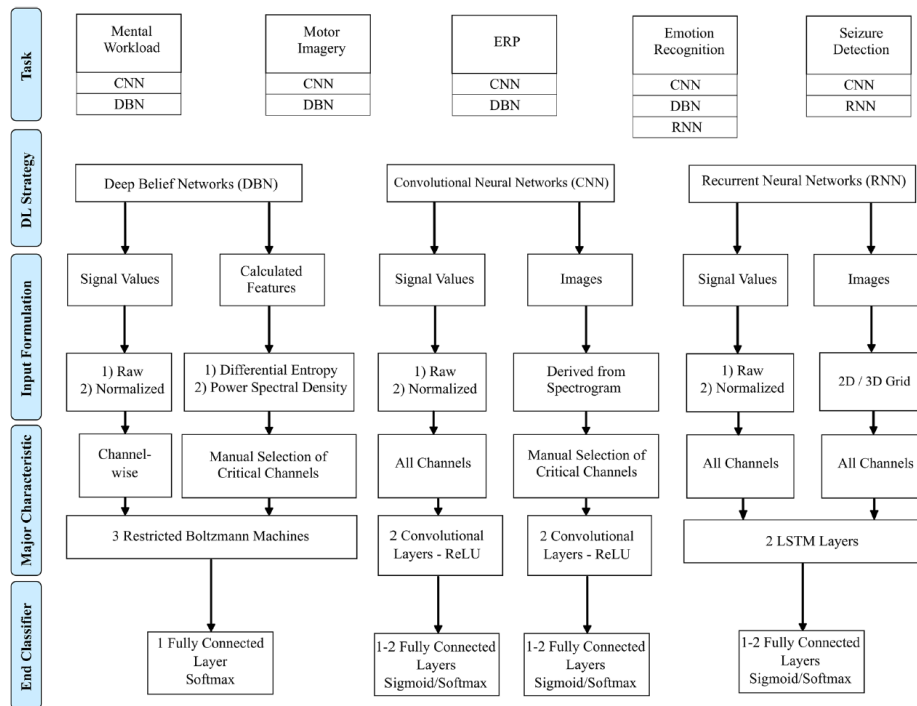 Task
Mental
Workload
CNN
DBN
Motor
Imagery
CNN
DBN
ERP
CNN
DBN
Emotion
Recognition
CNN
DBN
RNN
Seizure
Detection
CNN
RNN
DL Strategy
Deep Belief Networks (DBN)
Convolutional Neural Networks (CNN)
Recurrent Neural Networks (RNN)
Input Formulation
Signal Values
Calculated
Features
Signal Values
Images
Signal Values
Images
1) Raw
2) Normalized
1) Differential Entropy
2) Power Spectral Density
1) Raw
2) Normalized
Derived from
Spectrogram
1) Raw
2) Normalized
2D / 3D Grid
Major Characteristic
Channel-
wise
Manual Selection of
Critical Channels
All Channels
Manual Selection of
Critical Channels
All Channels
All Channels
3 Restricted Boltzmann Machines
2 Convolutional
Layers - ReLU
2 Convolutional
Layers - ReLU
2 LSTM Layers
End Classifier
1 Fully Connected
Layer
Softmax
1-2 Fully Connected
Layers
Sigmoid/Softmax
1-2 Fully Connected
Layers
Sigmoid/Softmax
1-2 Fully Connected
Layers
Sigmoid/Softmax